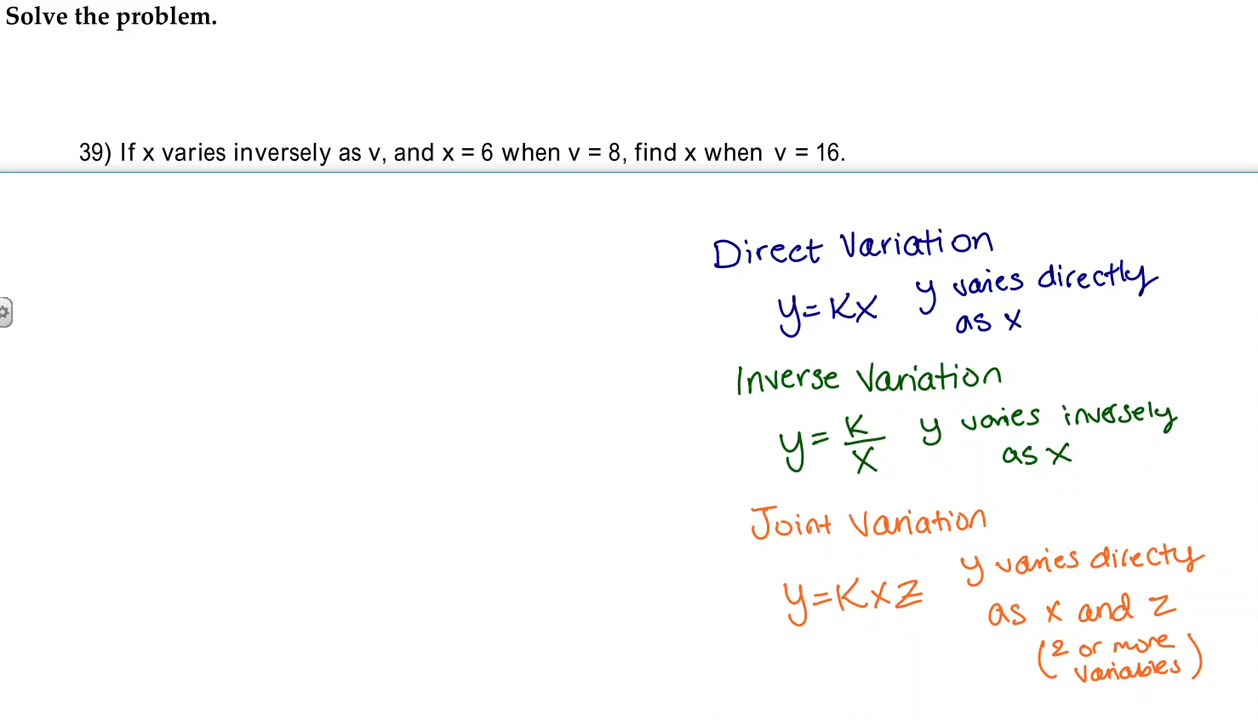 Solve the problem.
39) If x varies inversely as v, and x = 6 when v = 8, find x when v = 16.
Direct Variation
y=Kx y varies directly
as x
Inverse Variation
y=K/x y varies inversely
as x
Joint Variation
y=Kxz y varies directy
as x and z
(2 or more
variables)